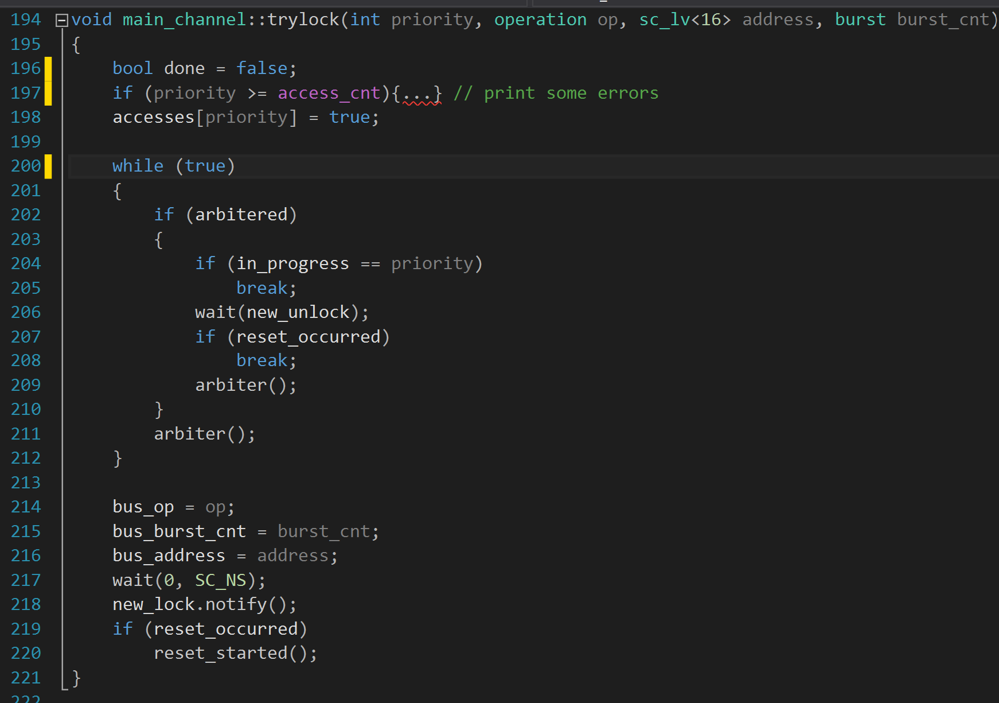 194 void main_channel::trylock(int priority, operation op, sc_lv<16> address, burst burst_cnt)
195 {
196     bool done = false;
197     if (priority >= access_cnt){...} // print some errors
198     accesses[priority] = true;
199
200     while (true)
201     {
202         if (arbitered)
203         {
204             if (in_progress == priority)
205                 break;
206             wait(new_unlock);
207             if (reset_occurred)
208                 break;
209             arbiter();
210         }
211         arbiter();
212     }
213
214     bus_op = op;
215     bus_burst_cnt = burst_cnt;
216     bus_address = address;
217     wait(0, SC_NS);
218     new_lock.notify();
219     if (reset_occurred)
220         reset_started();
221 }
222